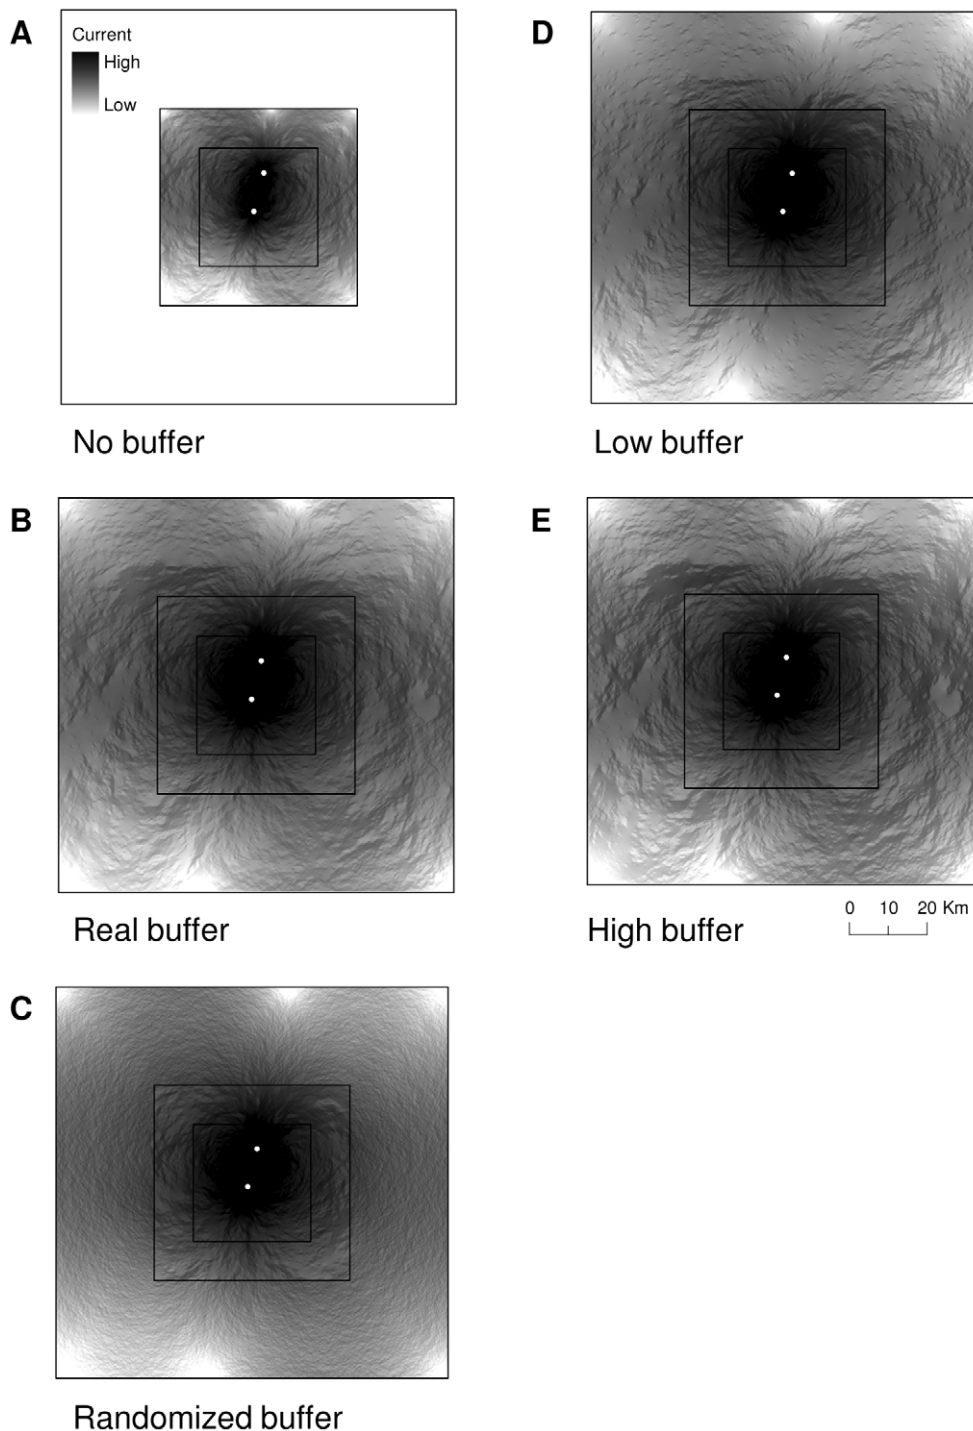 A
Current
High
Low
No buffer
D
Low buffer
B
Real buffer
E
High buffer
0 10 20 Km
C
Randomized buffer